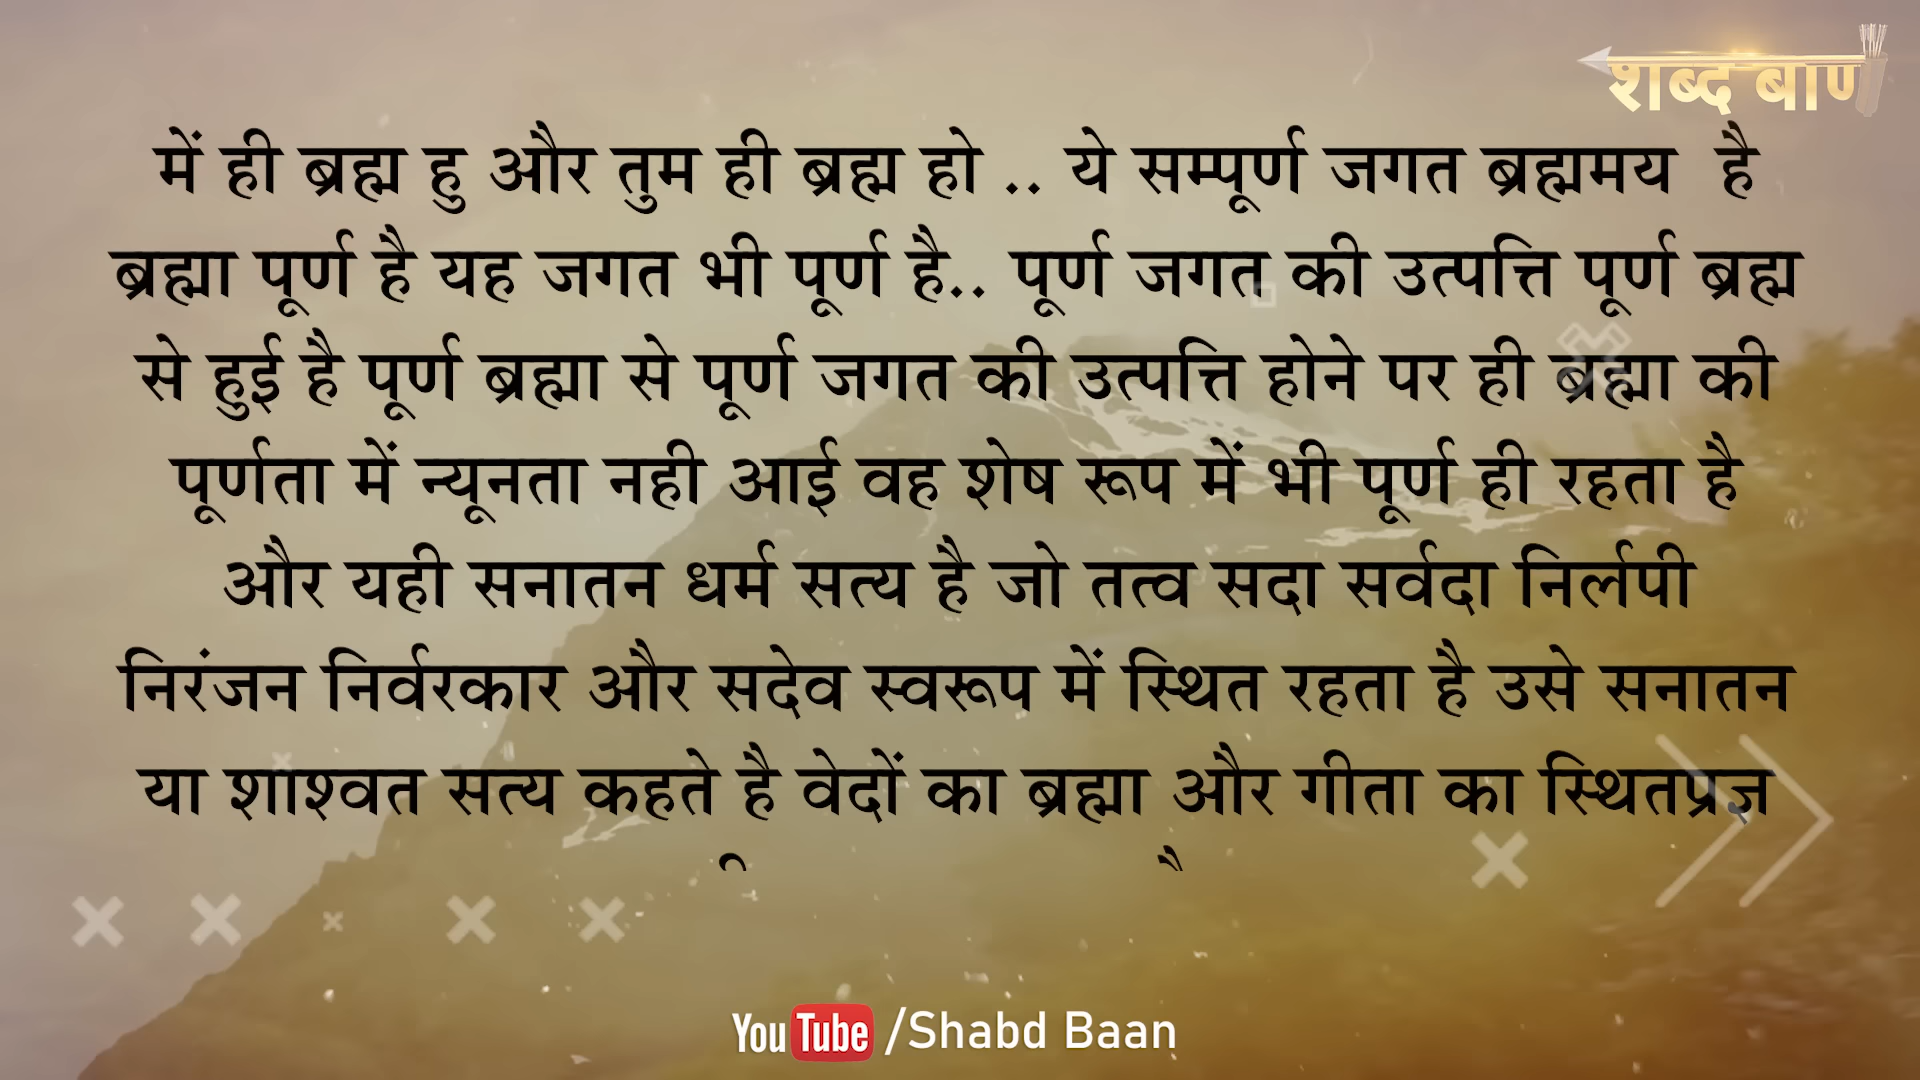 शब्द बाण
में ही ब्रह्म हु और तुम ही ब्रह्म हो .. ये सम्पूर्ण जगत ब्रह्ममय है
ब्रह्मा पूर्ण है यह जगत भी पूर्ण है.. पूर्ण जगत की उत्पत्ति पूर्ण ब्रह्म
से हुई है पूर्ण ब्रह्मा से पूर्ण जगत की उत्पत्ति होने पर ही ब्रह्मा की
पूर्णता में न्यूनता नही आई वह शेष रूप में भी पूर्ण ही रहता है
और यही सनातन धर्म सत्य है जो तत्व सदा सर्वदा निर्लपी
निरंजन निर्वरकार और सदेव स्वरूप में स्थित रहता है उसे सनातन
या शाश्वत सत्य कहते है वेदों का ब्रह्मा और गीता का स्थितप्रज्ञ
YouTube /Shabd Baan